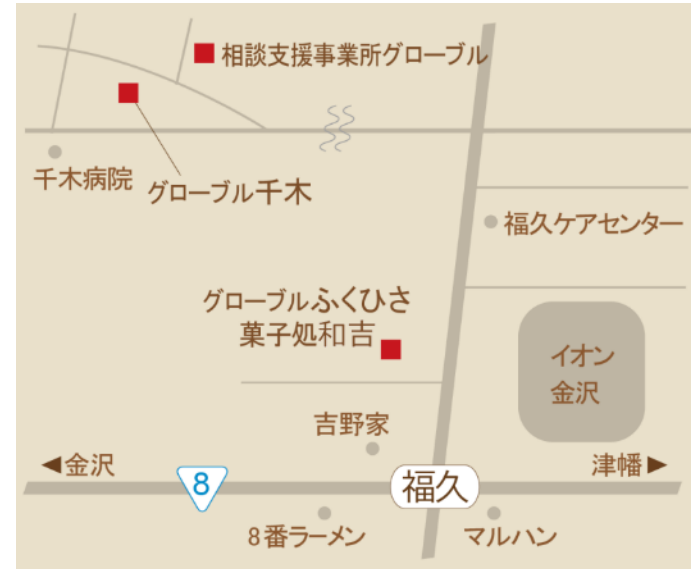 相談支援事業所グローブル
千木病院
グローブル千木
福久ケアセンター
グローブルふくひさ
菓子処和吉
イオン
金沢
吉野家
◀金沢
津幡▶
8
福久
8番ラーメン
マルハン